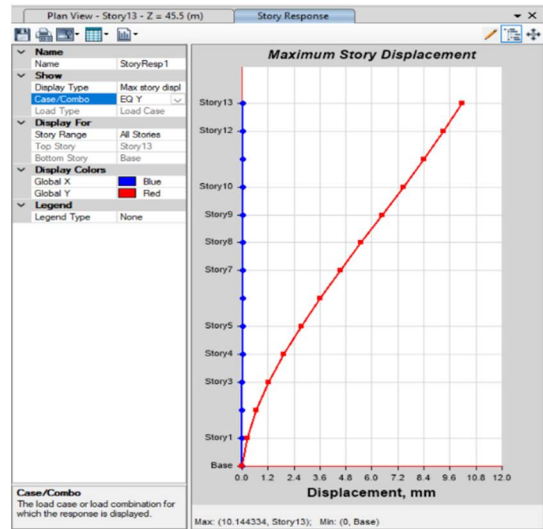 Plan View - Story13 - Z = 45.5 (m)
Story Response
Name
Name StoryResp1
Show
Display Type Max story displ
Case/Combo EQ Y
Load Type Load Case
Display For
Story Range All Stories
Top Story Story13
Bottom Story Base
Display Colors
Global X Blue
Global Y Red
Legend
Legend Type None
Case/Combo
The load case or load combination for
which the response is displayed.
Maximum Story Displacement
Story13
Story12
Story10
Story9
Story8
Story7
Story5
Story4
Story3
Story1
Base
0.0 1.2 2.4 3.6 4.8 6.0 7.2 8.4 9.6 10.8 12.0
Displacement, mm
Max: (10.144334, Story13); Min: (0, Base)